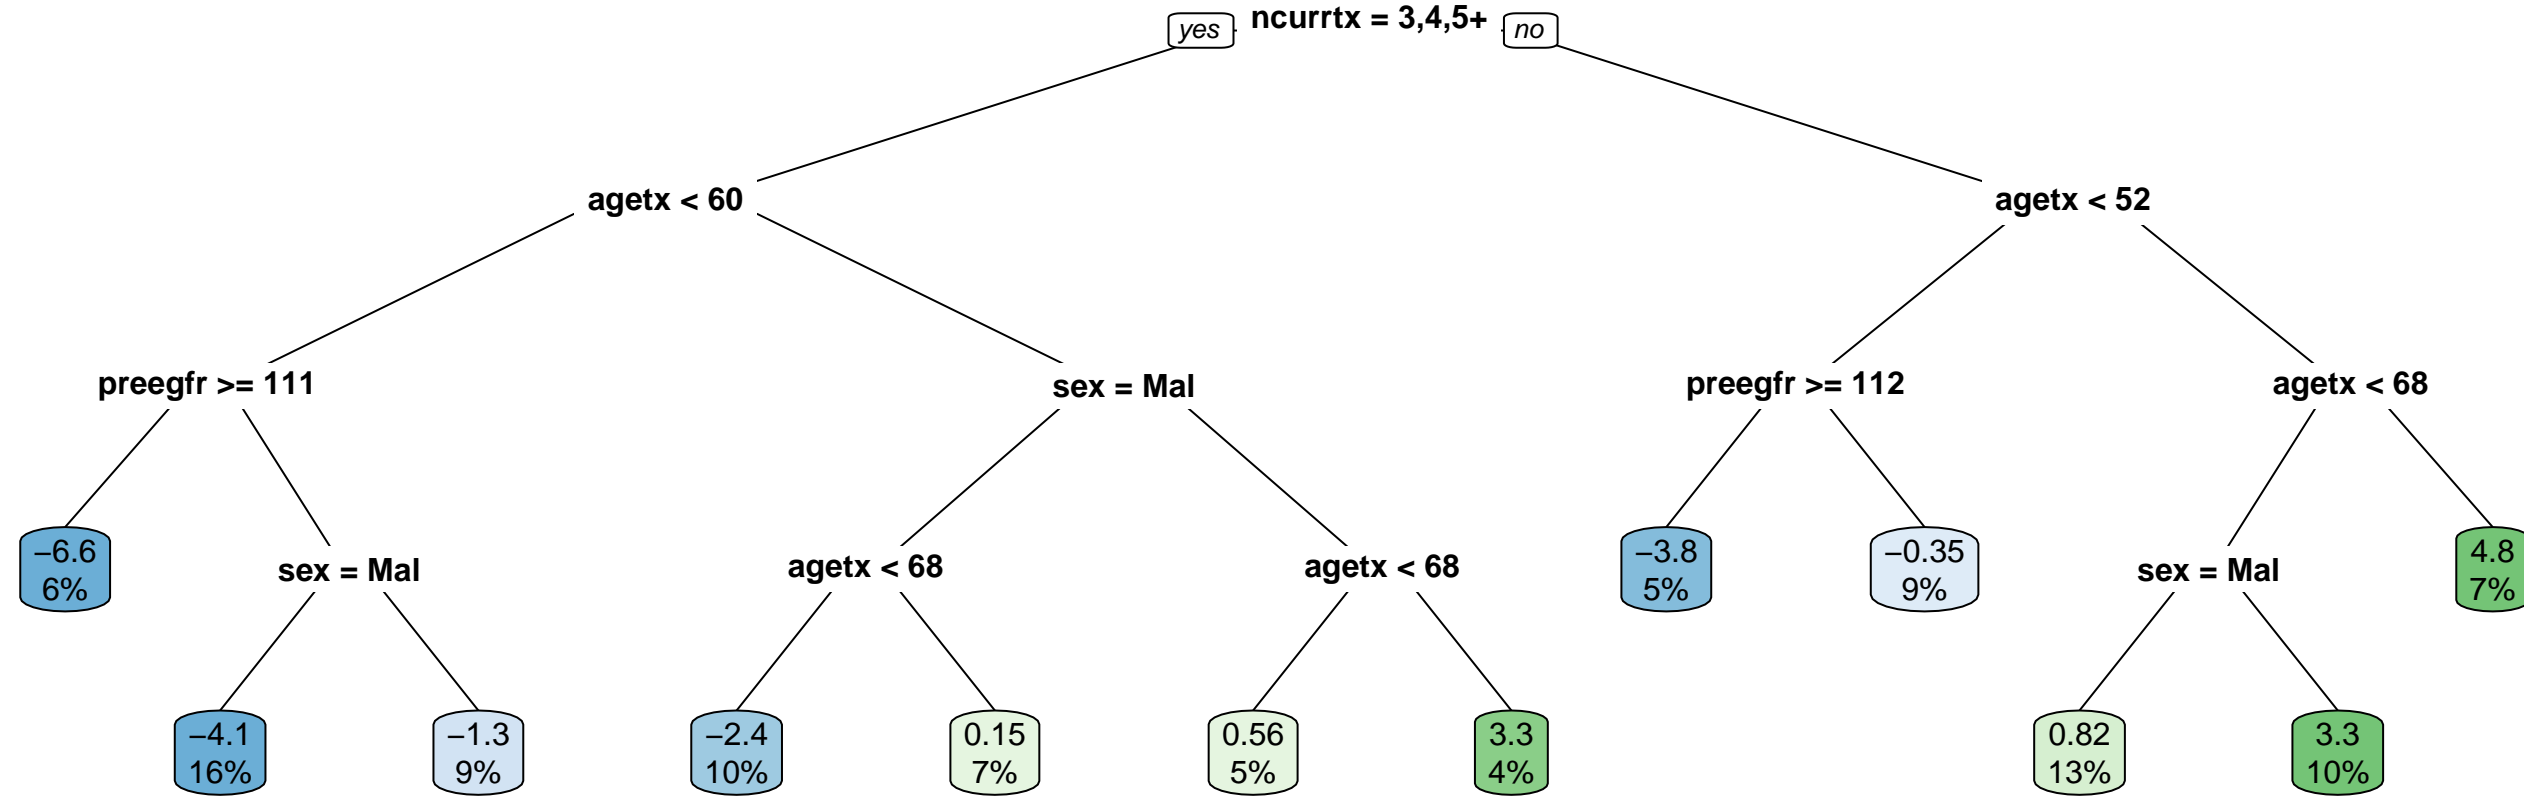 ncurrtx = 3,4,5+
yes
no
agetx < 60
agetx < 52
preegfr >= 111
sex = Mal
preegfr >= 112
agetx < 68
−6.6
6%
sex = Mal
agetx < 68
agetx < 68
−3.8
5%
−0.35
9%
sex = Mal
4.8
7%
−4.1
16%
−1.3
9%
−2.4
10%
0.15
7%
0.56
5%
3.3
4%
0.82
13%
3.3
10%